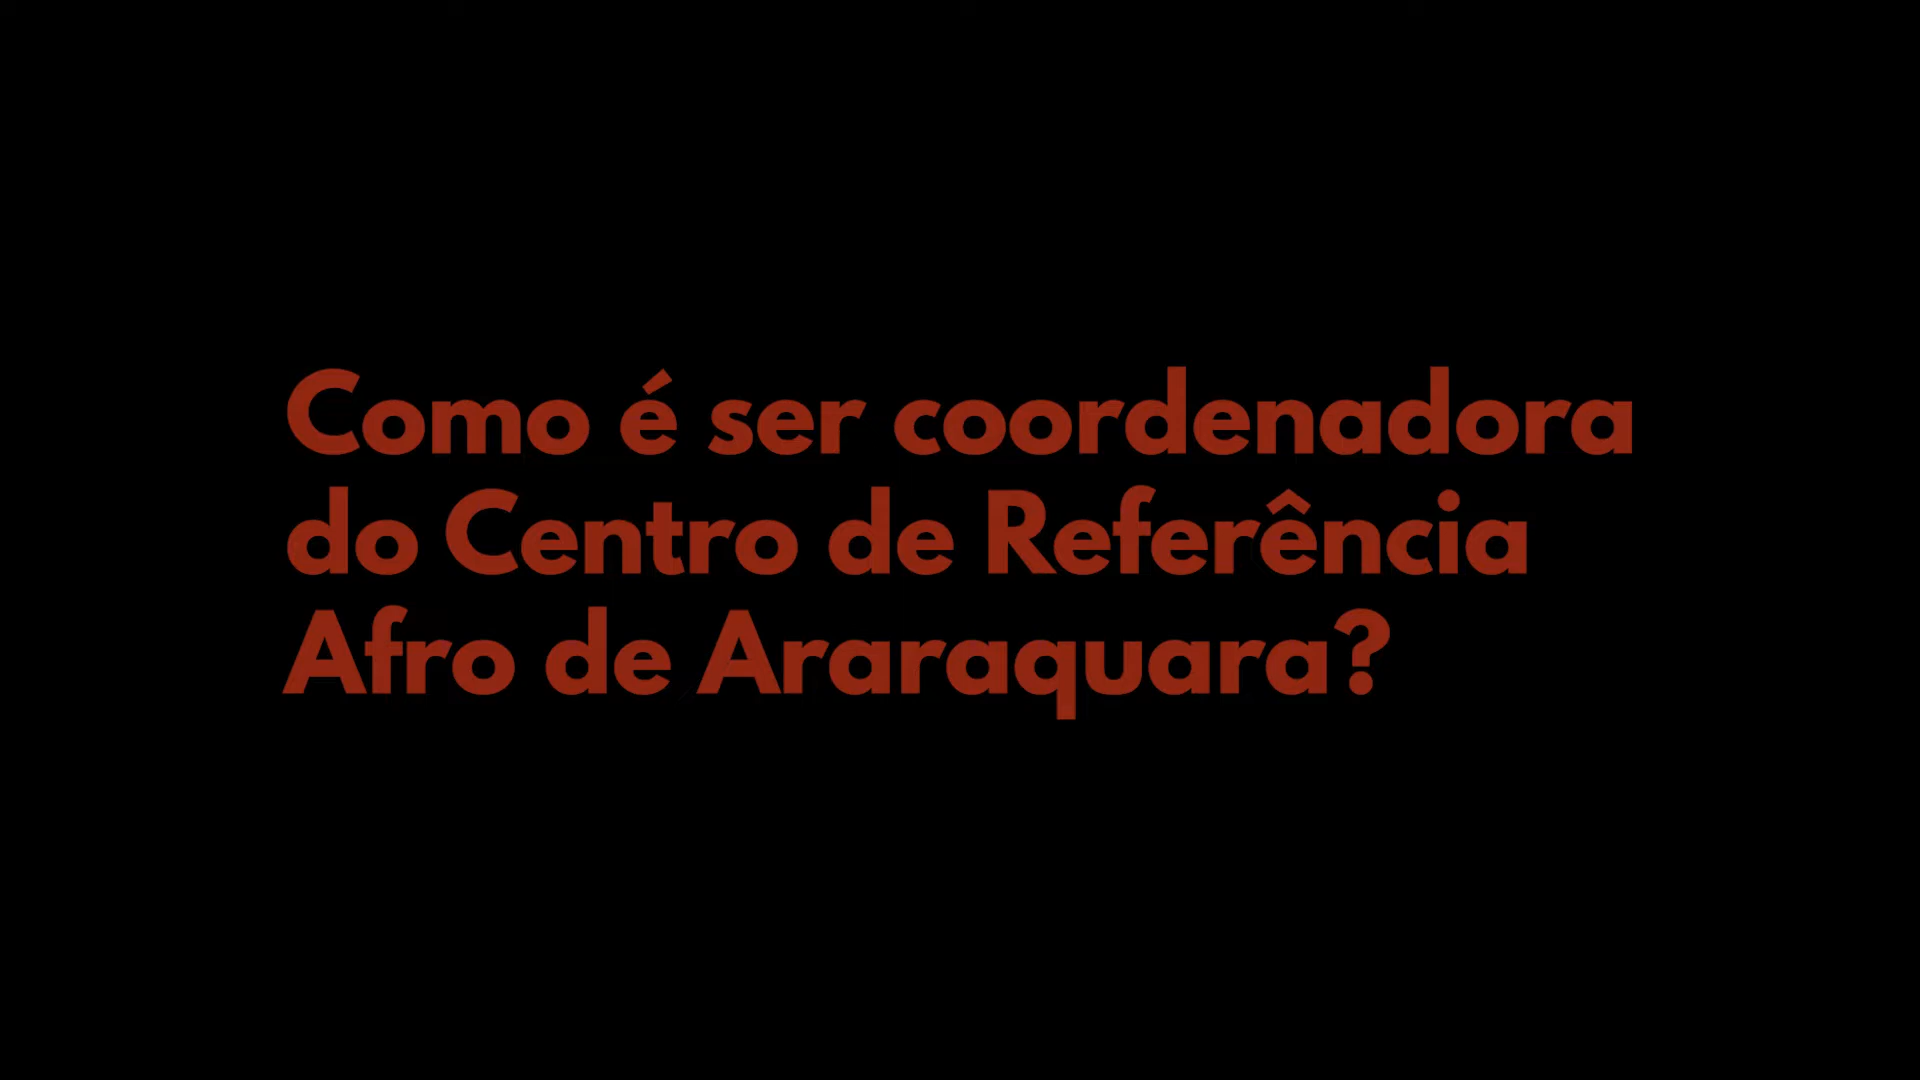 Como é ser coordenadora
do Centro de Referência
Afro de Araraquara?